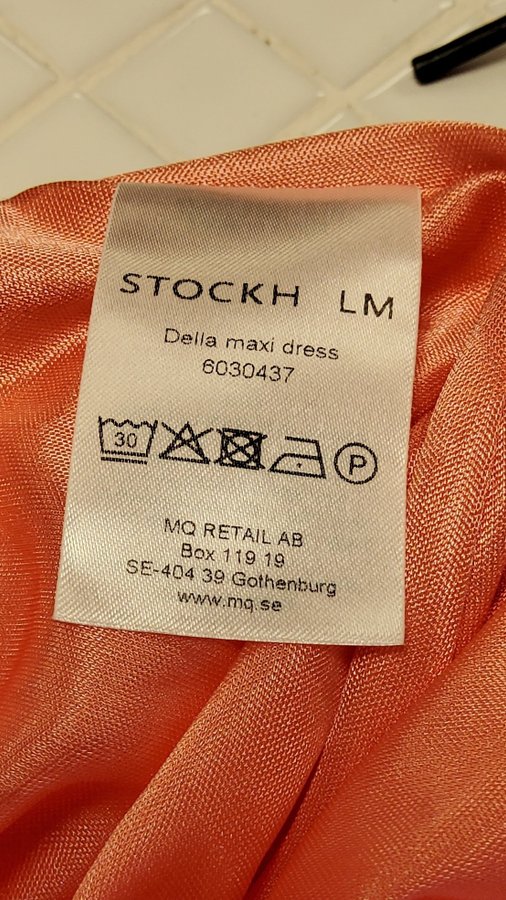 STOCKH LM
Della maxi dress
6030437
30 P
MQ RETAIL AB
Box 119 19
SE-404 39 Gothenburg
www.mq.se